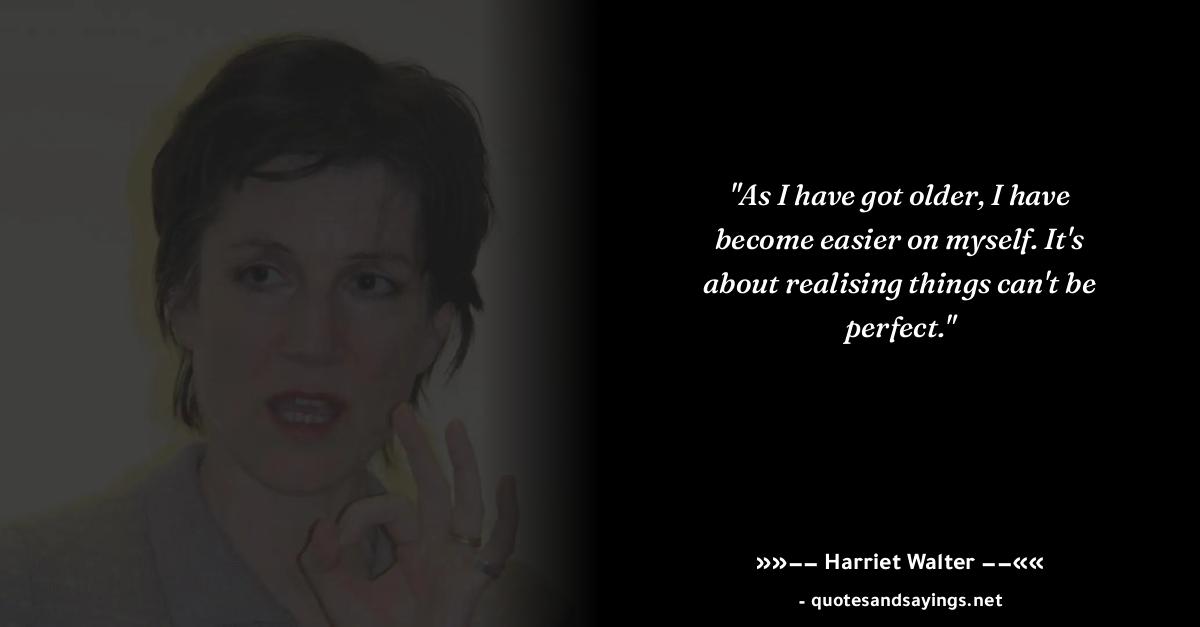 "As I have got older, I have
become easier on myself. It's
about realising things can't be
perfect."
»»–– Harriet Walter ––««
- quotesandsayings.net